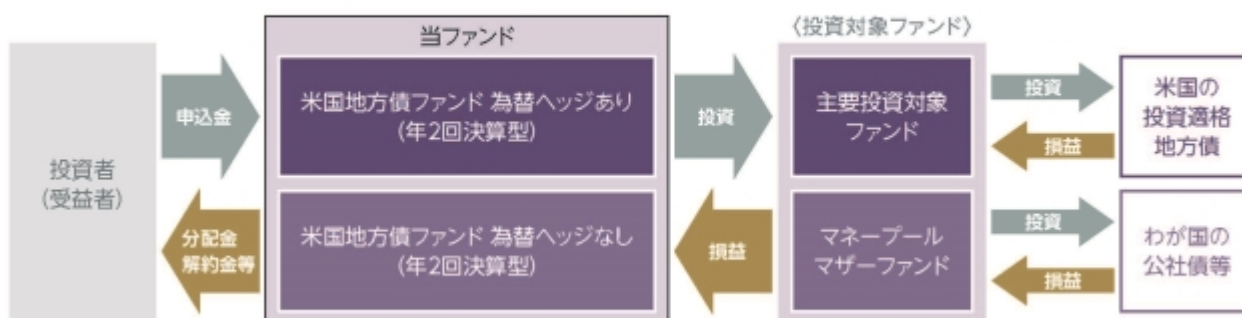 当ファンド
〈投資対象ファンド〉
投資者
(受益者)
申込金
米国地方債ファンド 為替ヘッジあり
(年2回決算型)
投資
主要投資対象
ファンド
投資
損益
米国の
投資適格
地方債
分配金
解約金等
米国地方債ファンド 為替ヘッジなし
(年2回決算型)
損益
マネープール
マザーファンド
投資
損益
わが国の
公社債等